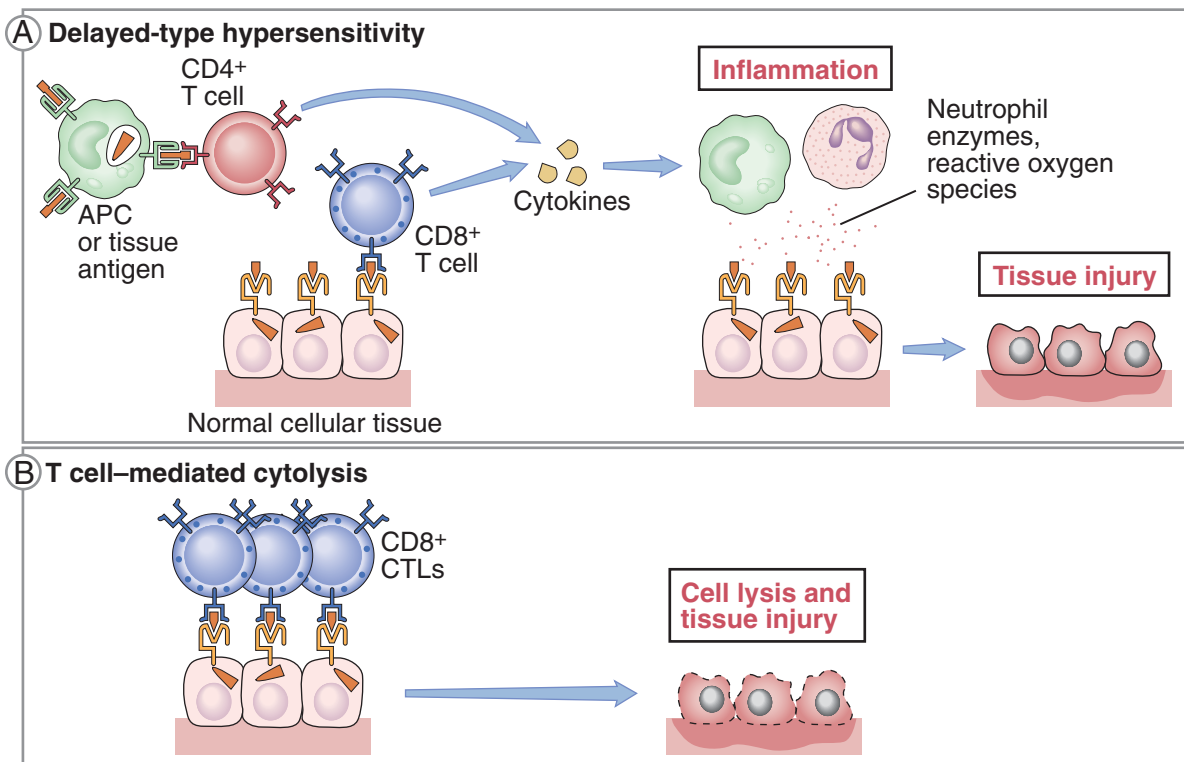 A Delayed-type hypersensitivity
CD4+
T cell
APC
or tissue
antigen
CD8+
T cell
Normal cellular tissue
Cytokines
Inflammation
Neutrophil
enzymes,
reactive oxygen
species
Tissue injury
B T cell–mediated cytolysis
CD8+
CTLs
Cell lysis and
tissue injury